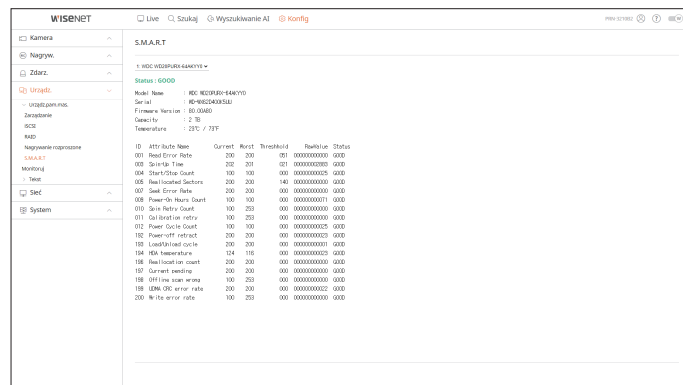 WISENET
Live Szukaj Wyszukiwanie AI Konfig
Kamera
Nagryw.
Zdarz.
Urządz.
Urządz.pam.mas.
Zarządzanie
iSCSI
RAID
Nagrywanie rozproszone
S.M.A.R.T
Monitoruj
Tekst
Sieć
System
S.M.A.R.T
1: WDC WD20PURX-64AKYY0
Status : GOOD
Model Name : WDC WD20PURX-64AKYY0
Serial :
Firmware Version : 80.00A80
Capacity : 2 TB
Temperature : 23℃ / 73℉
ID Attribute Name Current Worst Threshhold RawValue Status
001 Read Error Rate 200 200 051 000000000000 GOOD
003 Spin-Up Time 202 201 021 000000002883 GOOD
004 Start/Stop Count 100 100 000 000000000025 GOOD
005 Reallocated Sectors 200 200 140 000000000000 GOOD
007 Seek Error Rate 200 200 000 000000000000 GOOD
009 Power-On Hours Count 100 100 000 000000000071 GOOD
010 Spin Retry Count 100 253 000 000000000000 GOOD
011 Calibration retry 100 253 000 000000000000 GOOD
012 Power Cycle Count 100 100 000 000000000025 GOOD
192 Power-off retract 200 200 000 000000000023 GOOD
193 Load/Unload cycle 200 200 000 000000000001 GOOD
194 HDA temperature 124 116 000 000000000023 GOOD
196 Reallocation count 200 200 000 000000000000 GOOD
197 Current pending 200 200 000 000000000000 GOOD
198 Offline scan wrong 100 253 000 000000000000 GOOD
199 UDMA CRC error rate 200 200 000 000000000022 GOOD
200 Write error rate 100 253 000 000000000000 GOOD